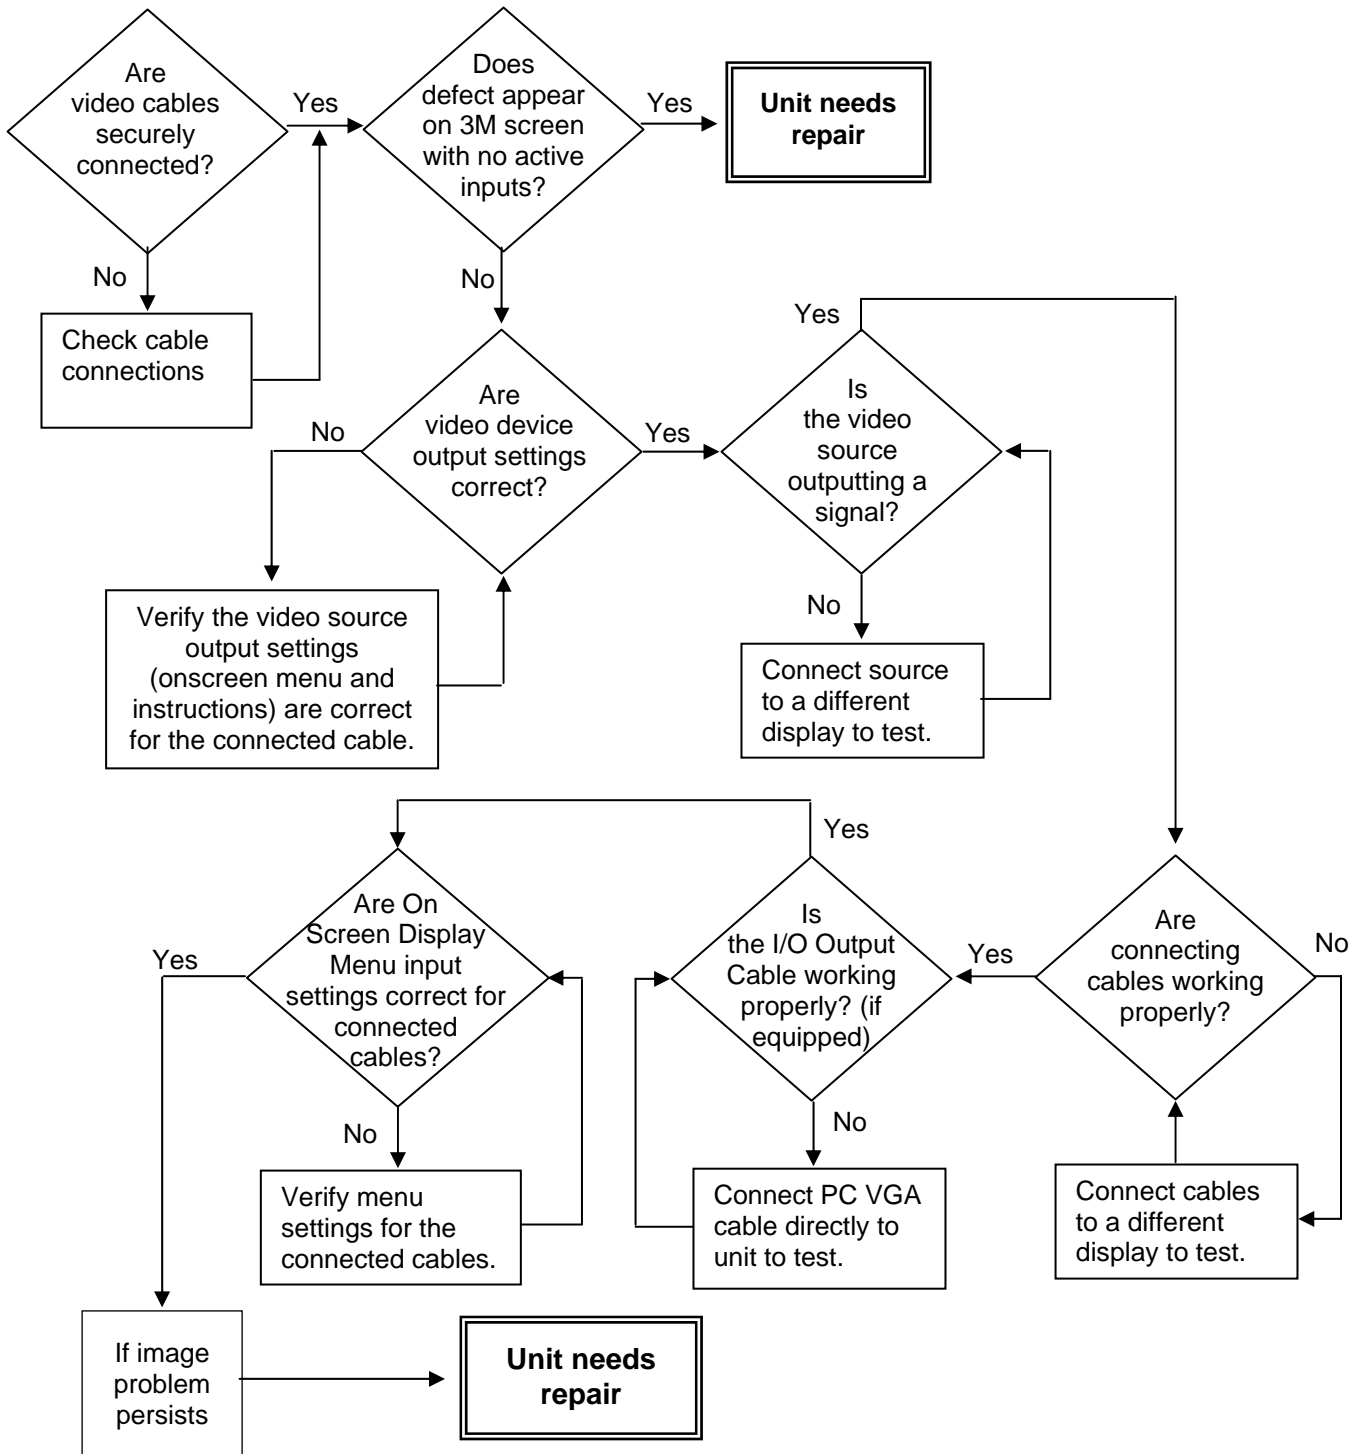 Are
video cables
securely
connected?
Yes
Does
defect appear
on 3M screen
with no active
inputs?
Yes
Unit needs
repair
No
Check cable
connections
No
Are
video device
output settings
correct?
No
Yes
Yes
Is
the video
source
outputting a
signal?
Verify the video source
output settings
(onscreen menu and
instructions) are correct
for the connected cable.
No
Connect source
to a different
display to test.
Yes
Are On
Screen Display
Menu input
settings correct for
connected
cables?
Yes
Is
the I/O Output
Cable working
properly? (if
equipped)
Yes
Are
connecting
cables working
properly?
No
No
Verify menu
settings for the
connected cables.
No
Connect PC VGA
cable directly to
unit to test.
Connect cables
to a different
display to test.
If image
problem
persists
Unit needs
repair